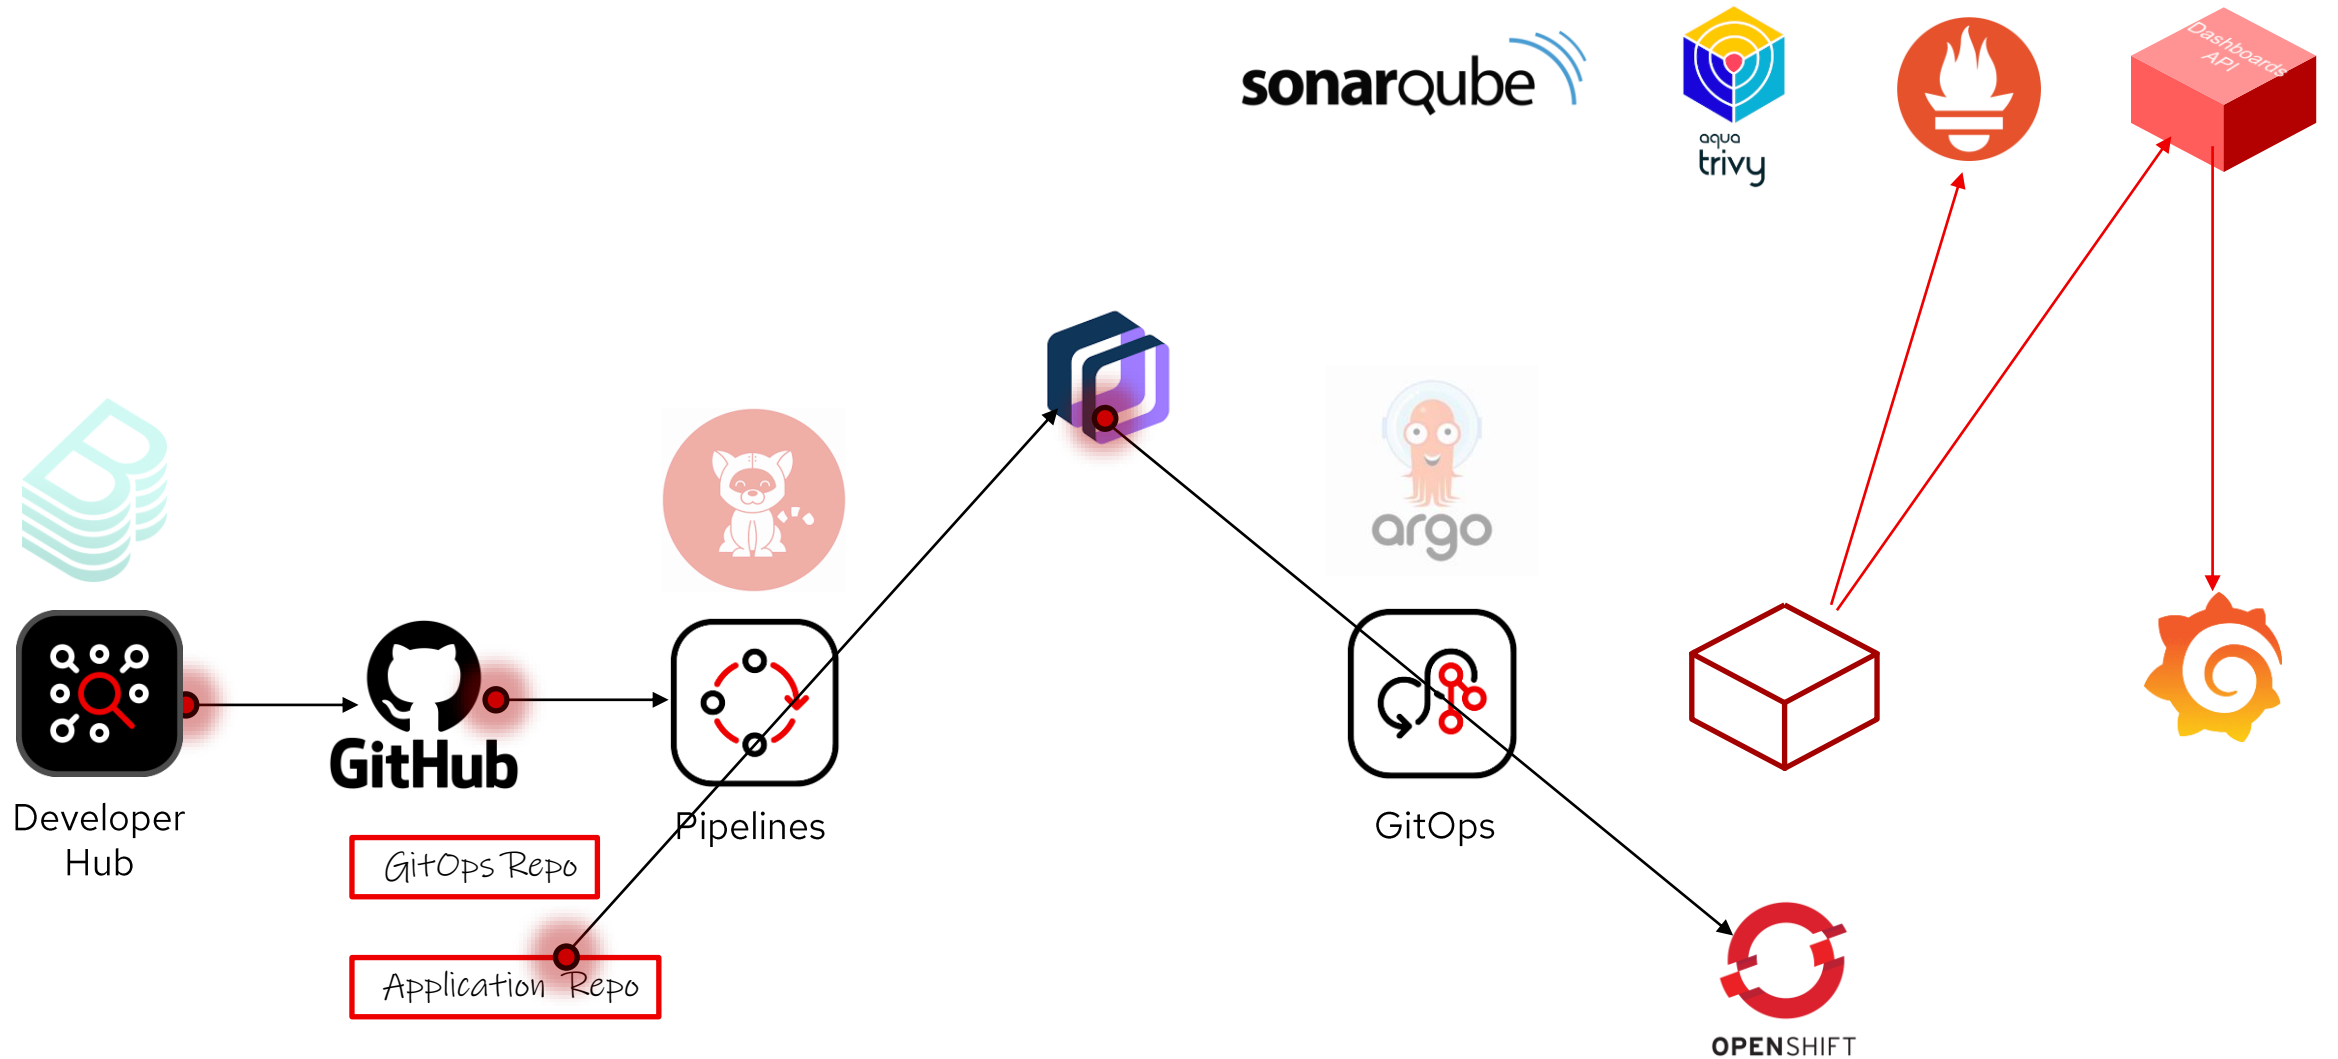 sonarqube
aqua
trivy
Dashboards
API
argo
GitHub
Developer
Hub
Pipelines
GitOps
GitOps Repo
Application Repo
OPENSHIFT